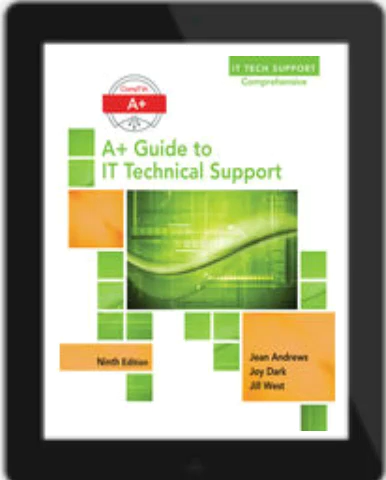 IT TECH SUPPORT
Comprehensive
CompTIA
A+
A+ Guide to
IT Technical Support
Ninth Edition
Jean Andrews
Joy Dark
Jill West